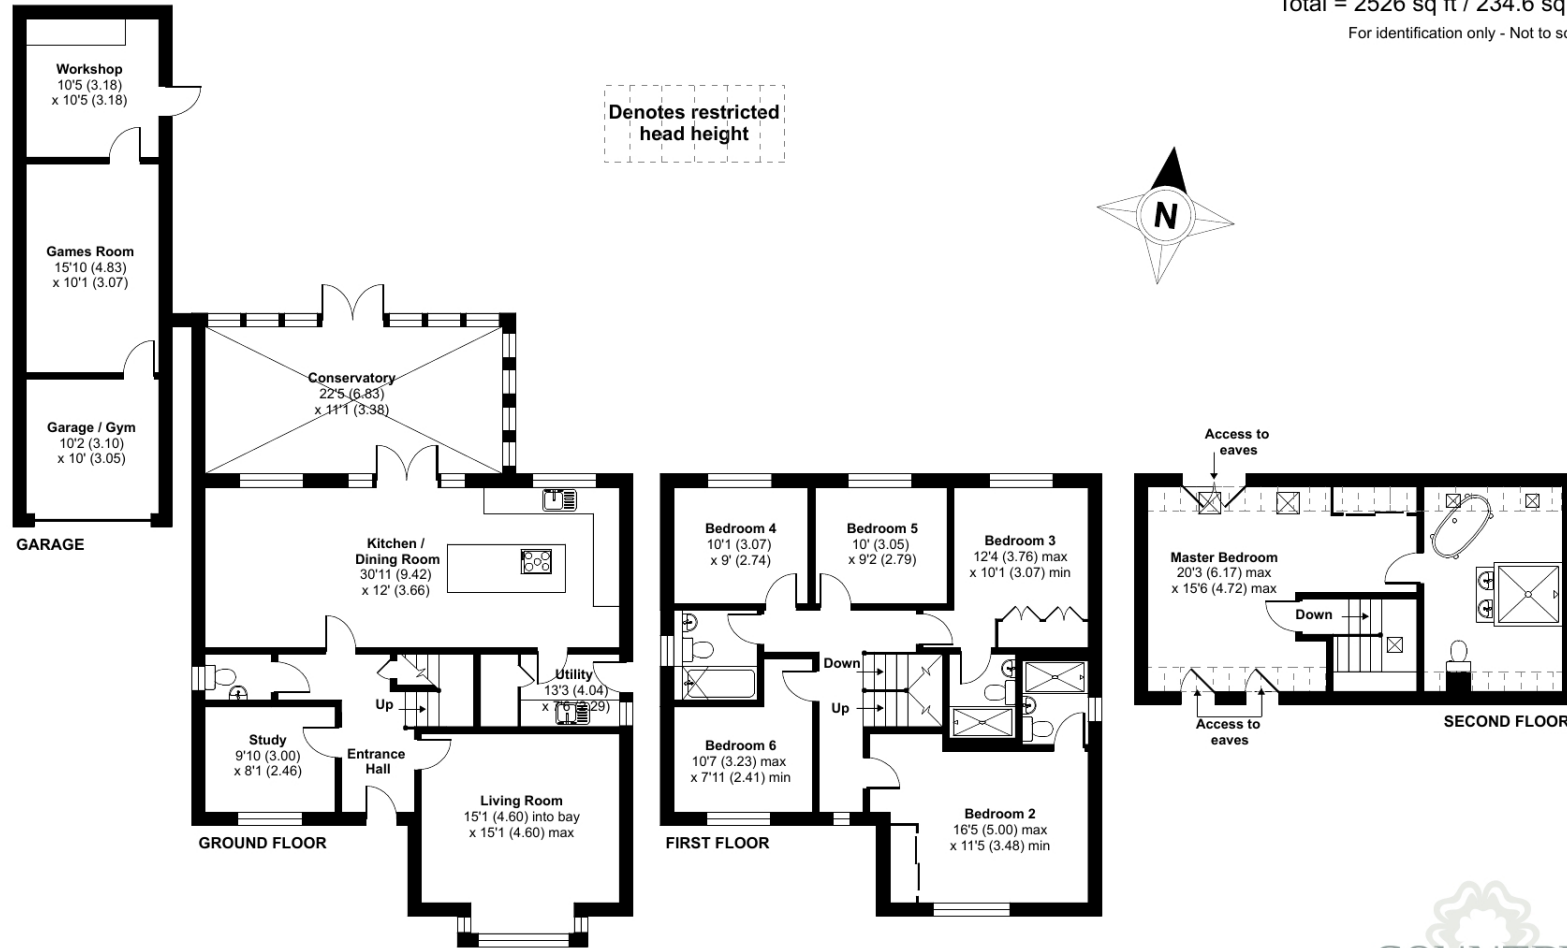 Total = 2526 sq ft / 234.6 sq
For identification only - Not to
Workshop
10'5 (3.18)
x 10'5 (3.18)
Denotes restricted
head height
N
Games Room
15'10 (4.83)
x 10'1 (3.07)
Conservatory
22'5 (6.83)
x 11'1 (3.38)
Garage / Gym
10'2 (3.10)
x 10' (3.05)
GARAGE
Kitchen /
Dining Room
30'11 (9.42)
x 12' (3.66)
Utility
13'3 (4.04)
x 7'6 (2.29)
Up
Study
9'10 (3.00)
x 8'1 (2.46)
Entrance
Hall
Living Room
15'1 (4.60) into bay
x 15'1 (4.60) max
GROUND FLOOR
Bedroom 4
10'1 (3.07)
x 9' (2.74)
Bedroom 5
10' (3.05)
x 9'2 (2.79)
Bedroom 3
12'4 (3.76) max
x 10'1 (3.07) min
Down
Up
Bedroom 6
10'7 (3.23) max
x 7'11 (2.41) min
Bedroom 2
16'5 (5.00) max
x 11'5 (3.48) min
FIRST FLOOR
Access to
eaves
Master Bedroom
20'3 (6.17) max
x 15'6 (4.72) max
Down
Access to
eaves
SECOND FLOOR